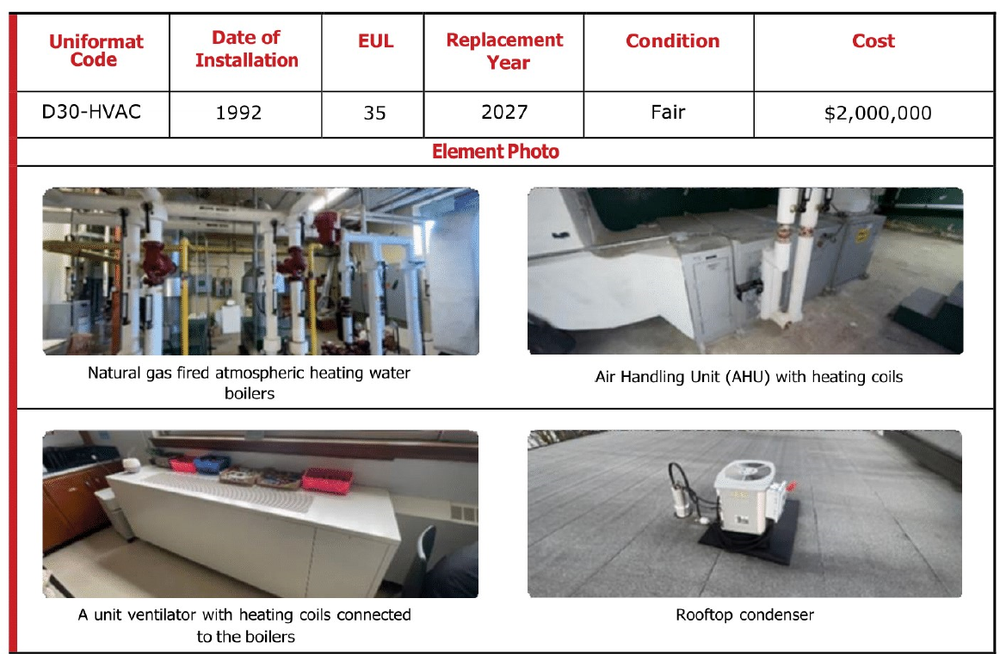 Uniformat Code
Date of Installation
EUL
Replacement Year
Condition
Cost
D30-HVAC
1992
35
2027
Fair
$2,000,000
Element Photo
Natural gas fired atmospheric heating water
boilers
Air Handling Unit (AHU) with heating coils
A unit ventilator with heating coils connected
to the boilers
Rooftop condenser